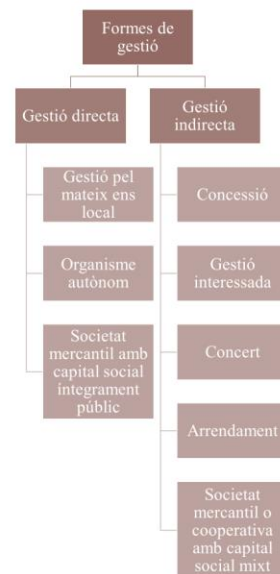 Formes de
gestió
Gestió directa
Gestió pel
mateix ens
local
Organisme
autònom
Societat
mercantil amb
capital social
íntegrament
públic
Gestió
indirecta
Concessió
Gestió
interessada
Concert
Arrendament
Societat
mercantil o
cooperativa
amb capital
social mixt